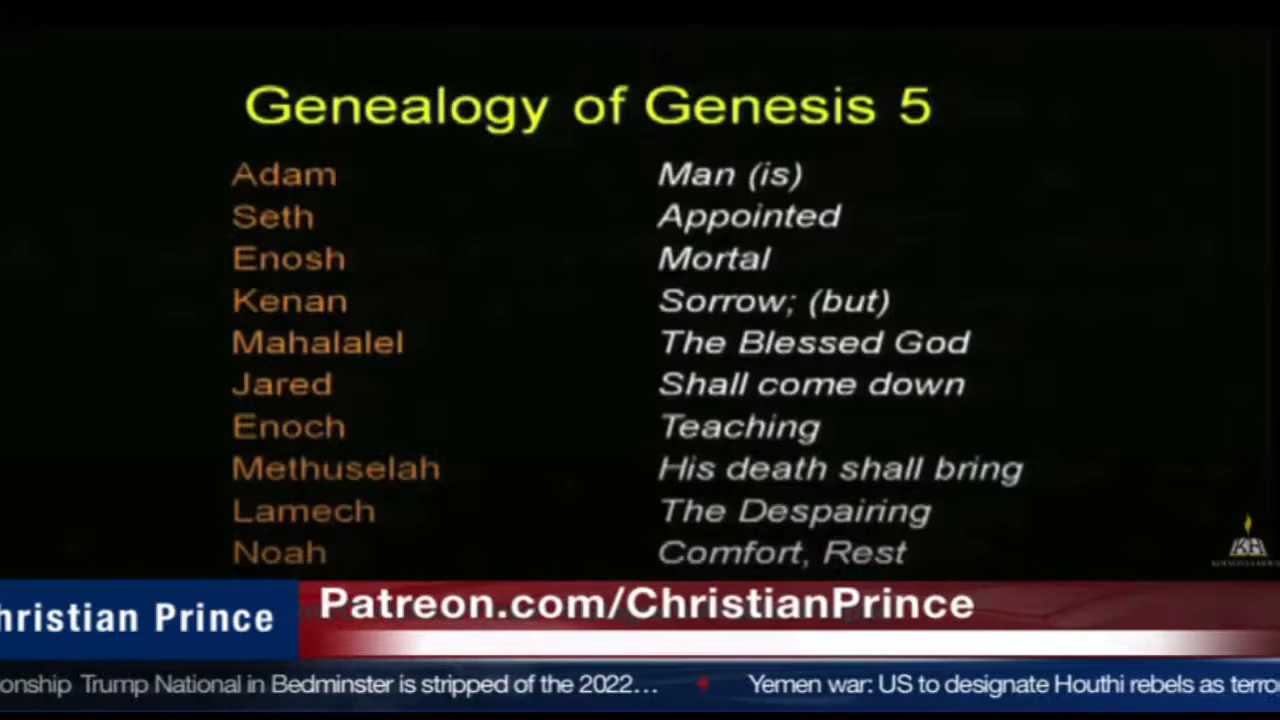 Genealogy of Genesis 5
Adam Man (is)
Seth Appointed
Enosh Mortal
Kenan Sorrow; (but)
Mahalalel The Blessed God
Jared Shall come down
Enoch Teaching
Methuselah His death shall bring
Lamech The Despairing
Noah Comfort, Rest
KH
hristian Prince
Patreon.com/ChristianPrince
onship Trump National in Bedminster is stripped of the 2022... Yemen war: US to designate Houthi rebels as terro